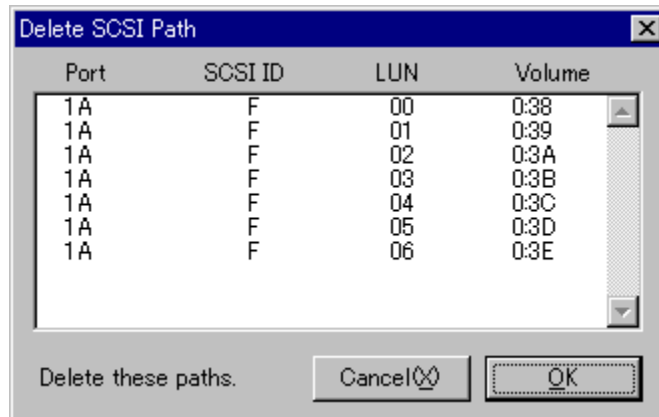 Delete SCSI Path
Port SCSI ID LUN Volume
1A F 00 0:38
1A F 01 0:39
1A F 02 0:3A
1A F 03 0:3B
1A F 04 0:3C
1A F 05 0:3D
1A F 06 0:3E
Delete these paths. Cancel(X) OK